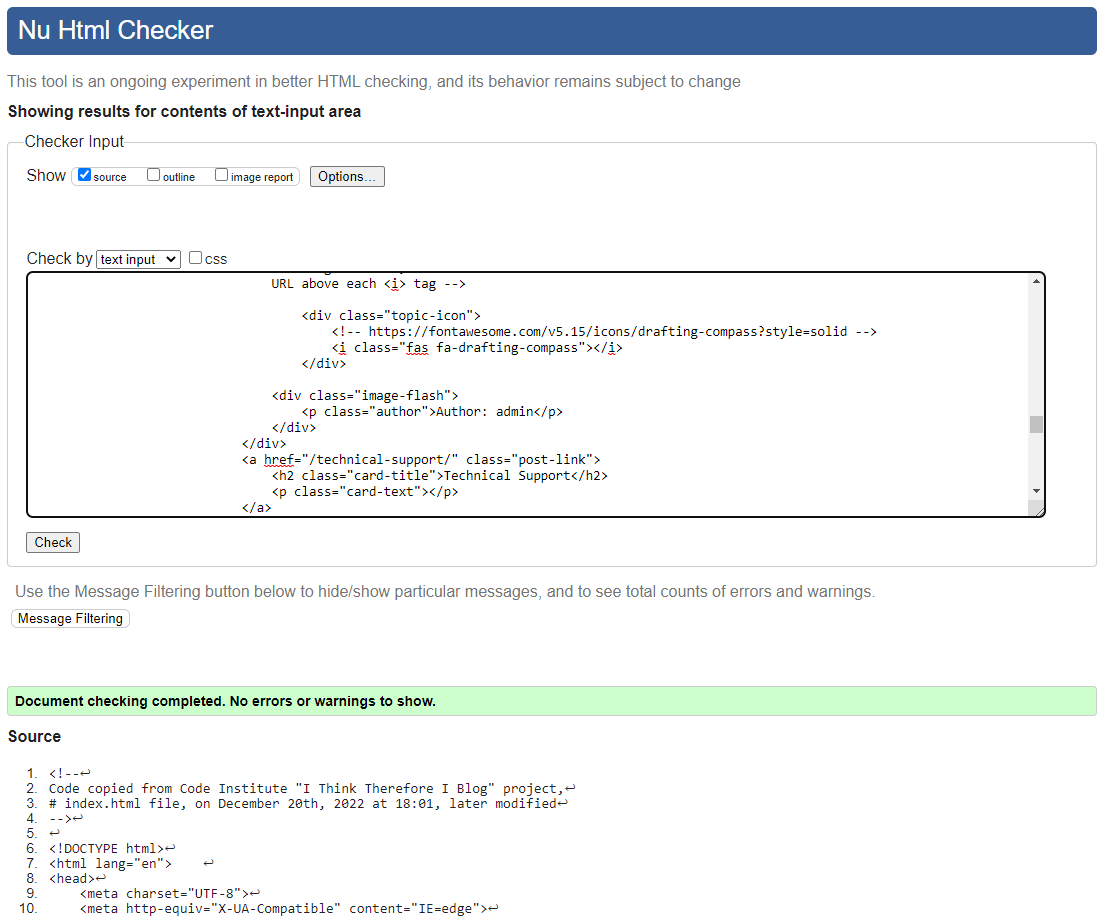 Nu Html Checker
This tool is an ongoing experiment in better HTML checking, and its behavior remains subject to change
Showing results for contents of text-input area
Checker Input
Show source outline image report Options...
Check by text input css
URL above each <i> tag -->
<div class="topic-icon">
<!-- https://fontawesome.com/v5.15/icons/drafting-compass?style=solid -->
<i class="fas fa-drafting-compass"></i>
</div>
<div class="image-flash">
<p class="author">Author: admin</p>
</div>
</div>
<a href="/technical-support/" class="post-link">
<h2 class="card-title">Technical Support</h2>
<p class="card-text"></p>
</a>
Check
Use the Message Filtering button below to hide/show particular messages, and to see total counts of errors and warnings.
Message Filtering
Document checking completed. No errors or warnings to show.
Source
1. <!--↩
2. Code copied from Code Institute "I Think Therefore I Blog" project,↩
3. # index.html file, on December 20th, 2022 at 18:01, later modified↩
4. -->↩
5. ↩
6. <!DOCTYPE html>↩
7. <html lang="en"> ↩
8. <head>↩
9. <meta charset="UTF-8">↩
10. <meta http-equiv="X-UA-Compatible" content="IE=edge">↩